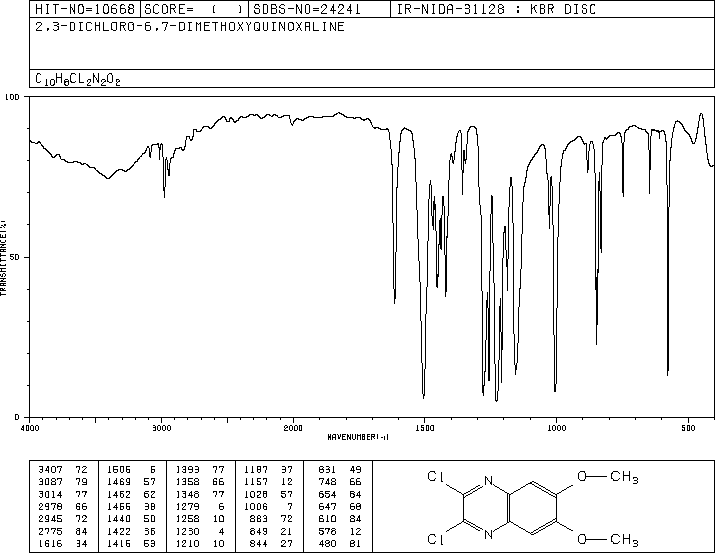 HIT-NO=10668 SCORE= ( ) SDBS-NO=24241 IR-NIDA-31128 : KBR DISC
2,3-DICHLORO-6,7-DIMETHOXYQUINOXALINE
C10H8CL2N2O2
100
50
0
TRANSMITTANCE(%)
4000 3000 2000 1500 1000 500
WAVENUMBER(-1)
3407 72 1506 6 1393 77 1187 37 831 49
3087 79 1469 57 1358 66 1157 12 748 66
3014 77 1462 62 1348 77 1028 57 654 84
2978 66 1456 38 1279 6 1006 7 647 68
2945 72 1440 50 1258 10 883 72 610 84
2775 84 1422 36 1230 4 849 21 578 12
1616 34 1416 63 1210 10 844 27 480 81
Cl N O CH3
Cl N O CH3